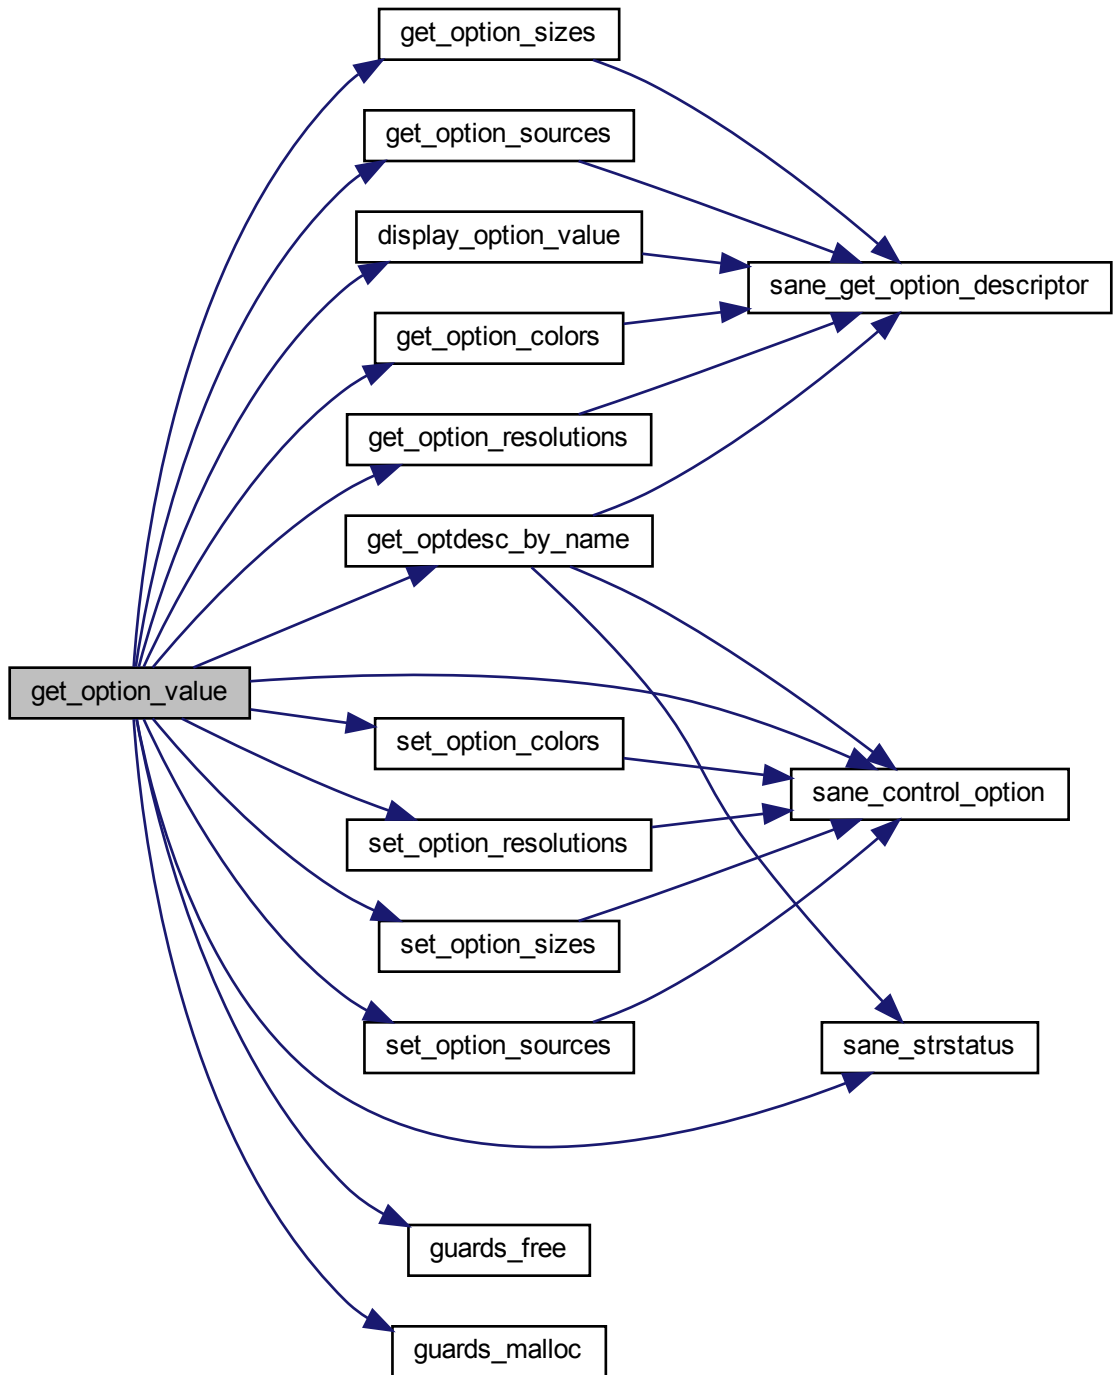 get_option_sizes
get_option_sources
display_option_value
sane_get_option_descriptor
get_option_colors
get_option_resolutions
get_optdesc_by_name
get_option_value
set_option_colors
sane_control_option
set_option_resolutions
set_option_sizes
set_option_sources
sane_strstatus
guards_free
guards_malloc